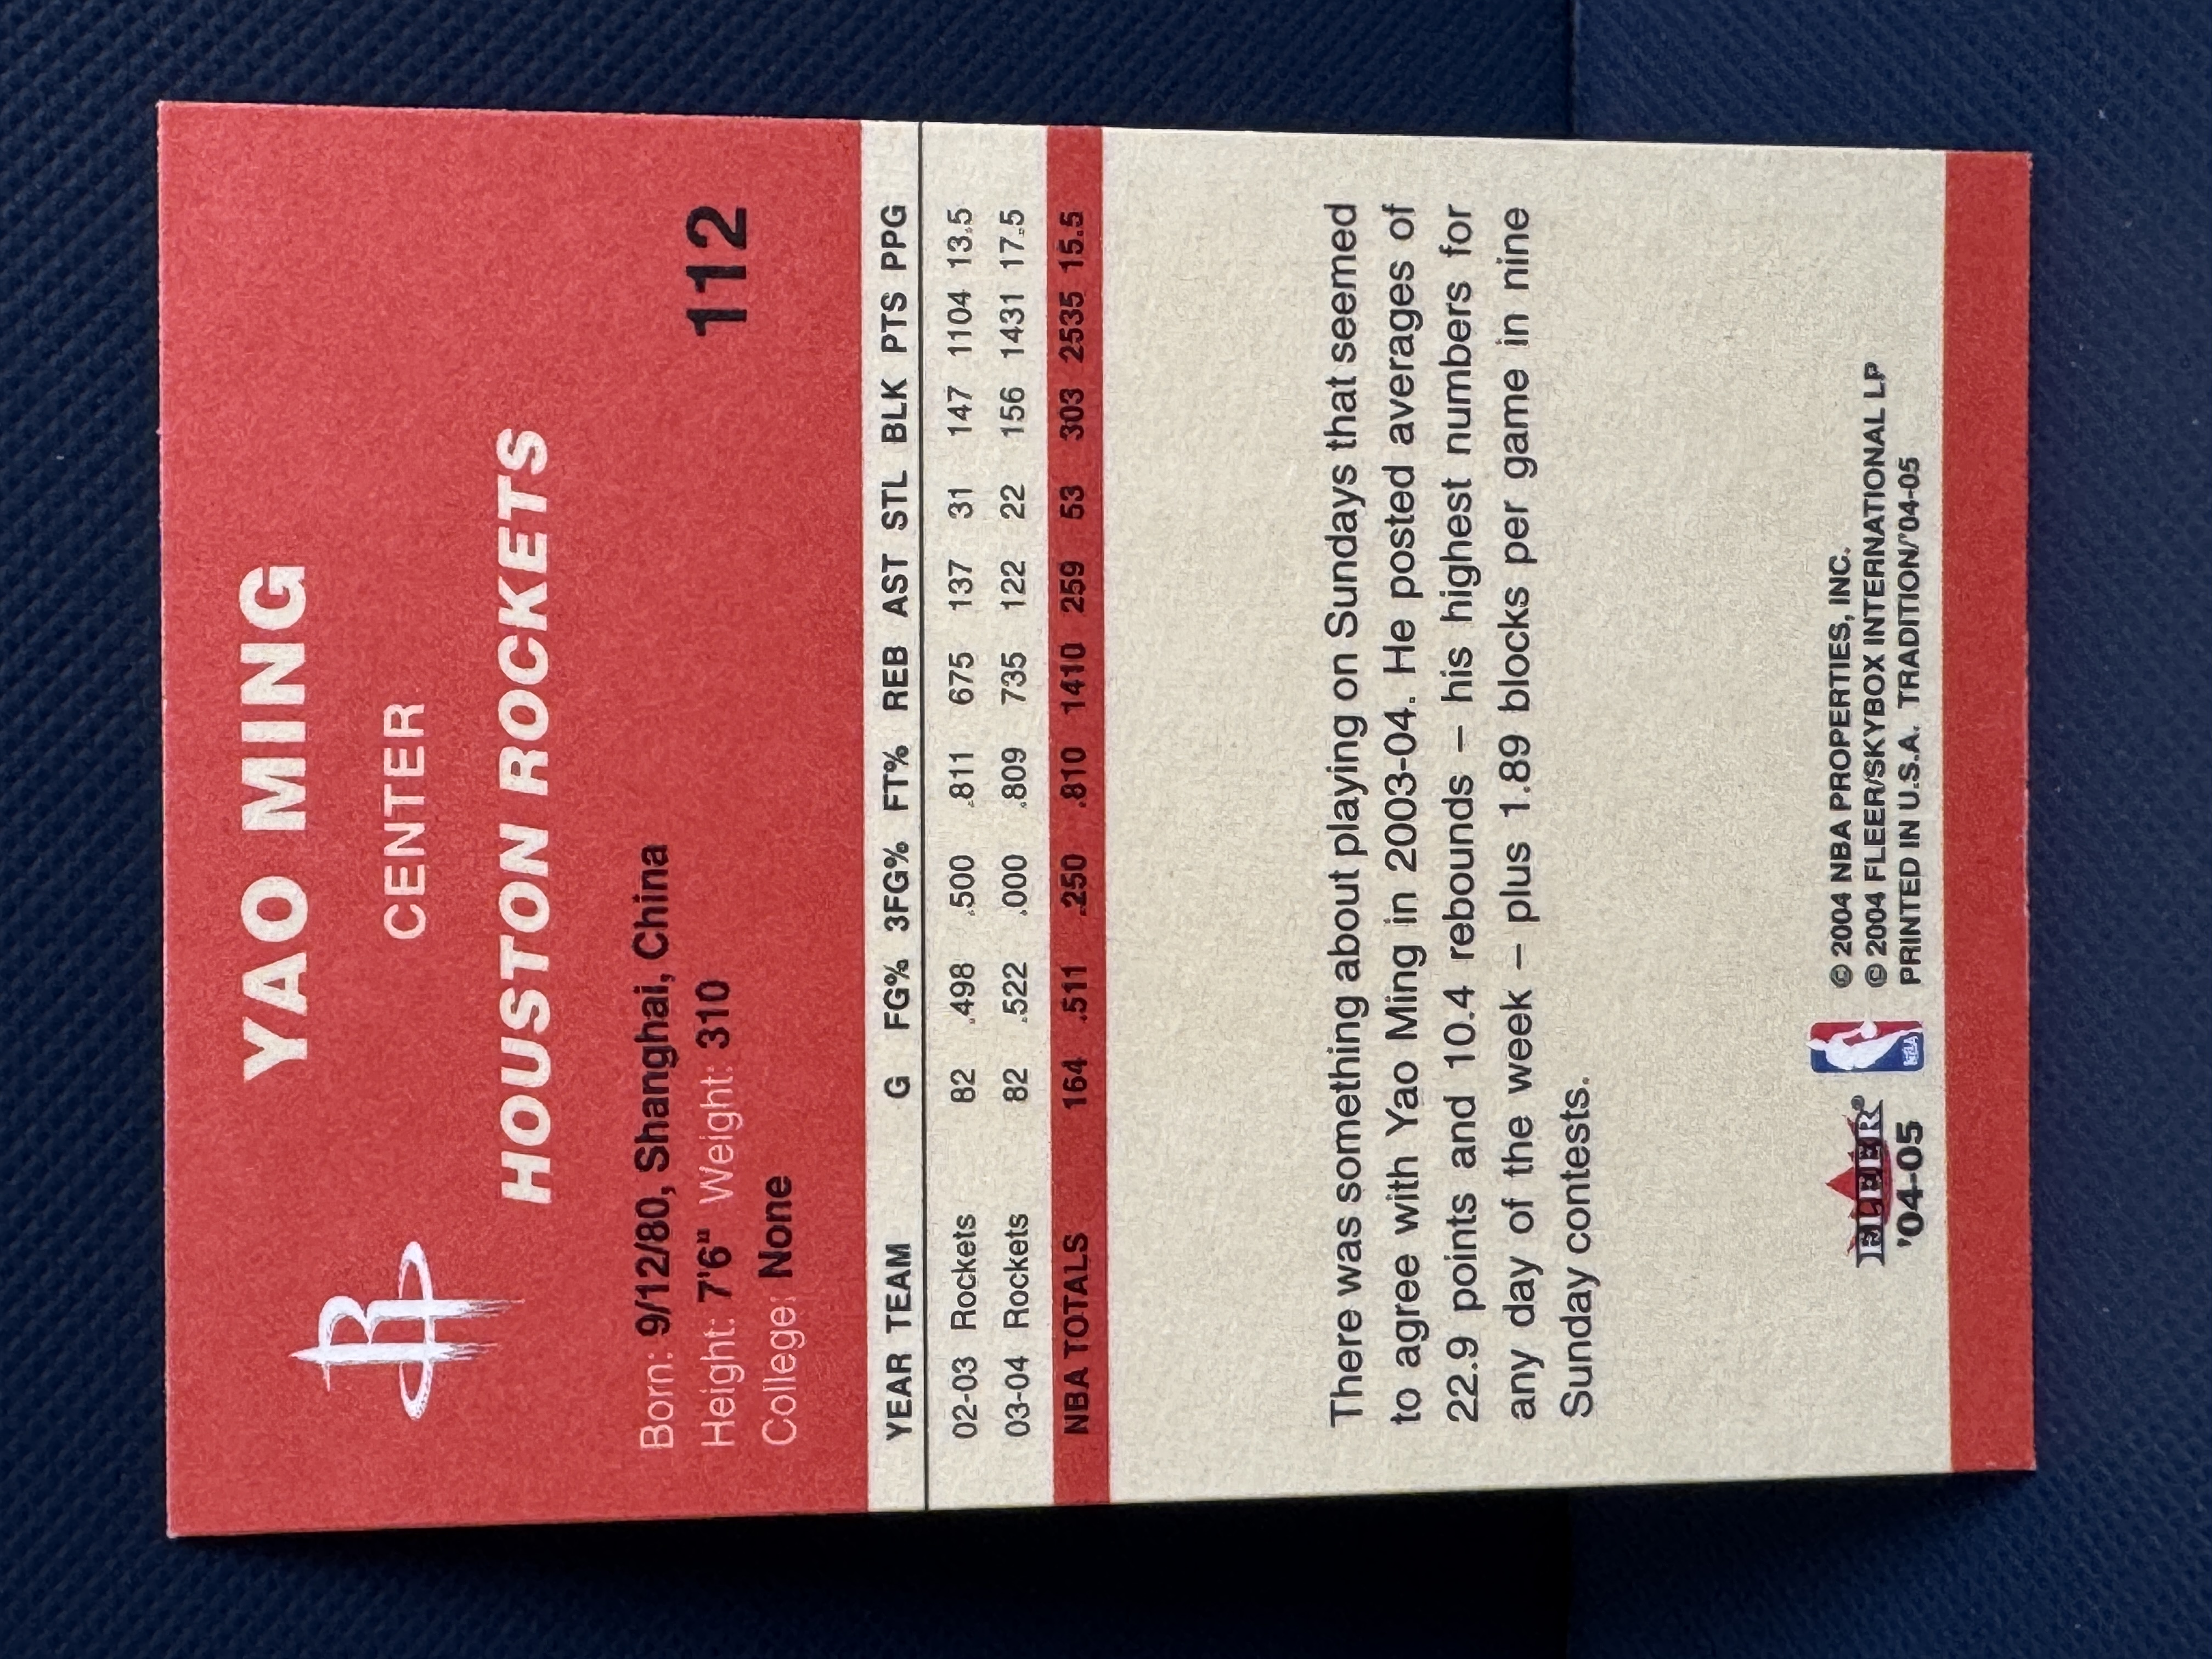 YAO MING
CENTER
HOUSTON ROCKETS
Born: 9/12/80, Shanghai, China
Height: 7'6" Weight: 310
College: None
112
YEAR TEAM G FG% 3FG% FT% REB AST STL BLK PTS PPG
02-03 Rockets 82 .498 .500 .811 675 137 31 147 1104 13.5
03-04 Rockets 82 .522 .000 .809 735 122 22 156 1431 17.5
NBA TOTALS 164 .511 .250 .810 1410 259 53 303 2535 15.5
There was something about playing on Sundays that seemed
to agree with Yao Ming in 2003-04. He posted averages of
22.9 points and 10.4 rebounds – his highest numbers for
any day of the week – plus 1.89 blocks per game in nine
Sunday contests.
FLEER®
'04-05
NBA
© 2004 NBA PROPERTIES, INC.
© 2004 FLEER/SKYBOX INTERNATIONAL LP
PRINTED IN U.S.A. TRADITION/'04-05